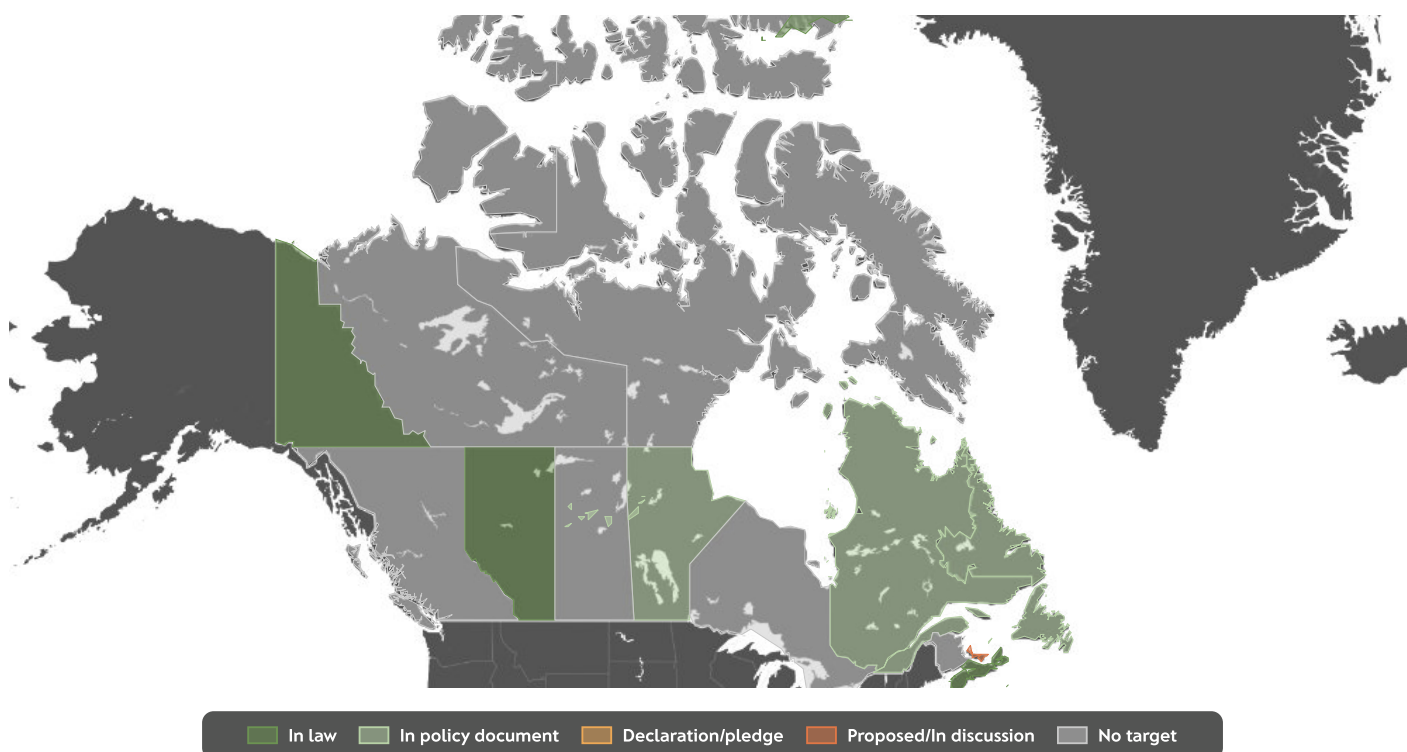 In law In policy document Declaration/pledge Proposed/In discussion No target